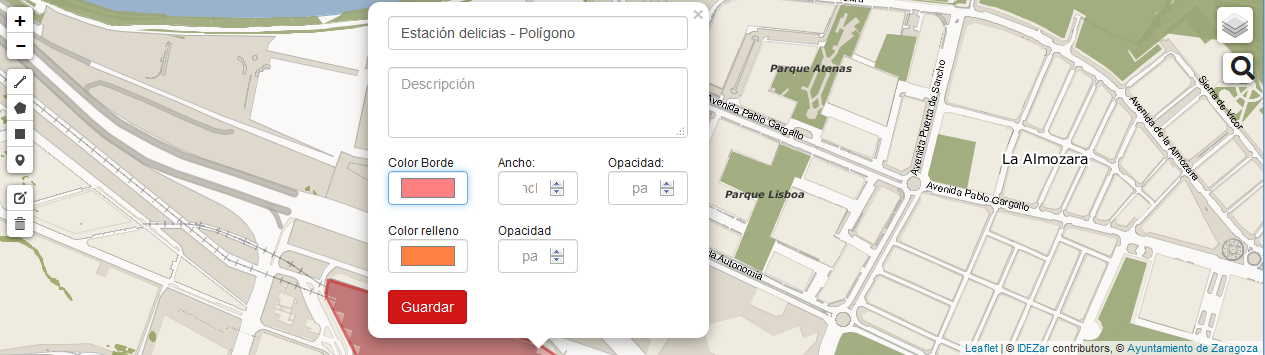 +
−
Estación delicias - Polígono
×
Descripción
Color Borde
Ancho:
Opacidad:
pa
Color relleno
Opacidad
pa
Guardar
Parque Atenas
Avenida Pablo Gargallo
Avenida Puerta de Sancho
Parque Lisboa
La Almozara
Avenida Pablo Gargallo
Avenida de la Almozara
Sierra de Vicor
Autonomía
Leaflet | © IDEZar contributors, © Ayuntamiento de Zaragoza